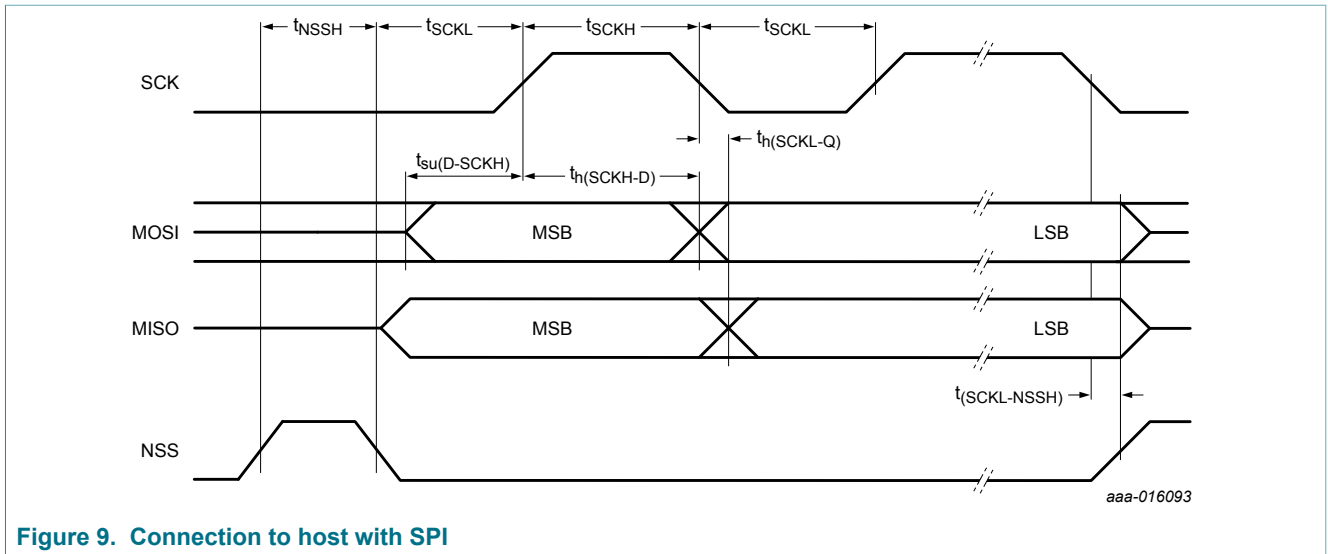 tNSSH tSCKL tSCKH tSCKL
SCK
th(SCKL-Q)
tsu(D-SCKH)
th(SCKH-D)
MOSI MSB LSB
MISO MSB LSB
t(SCKL-NSSH)
NSS
aaa-016093
Figure 9. Connection to host with SPI